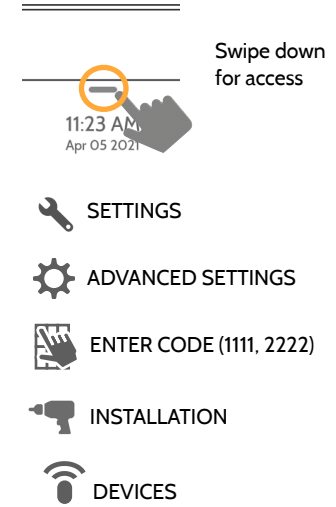 Swipe down
for access
11:23 AM
Apr 05 2021
SETTINGS
ADVANCED SETTINGS
ENTER CODE (1111, 2222)
INSTALLATION
DEVICES